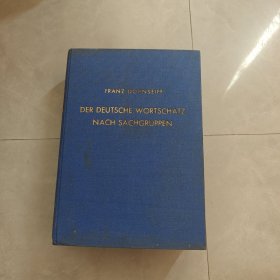 FRANZ DORNSEIFF
DER DEUTSCHE WORTSCHATZ
NACH SACHGRUPPEN